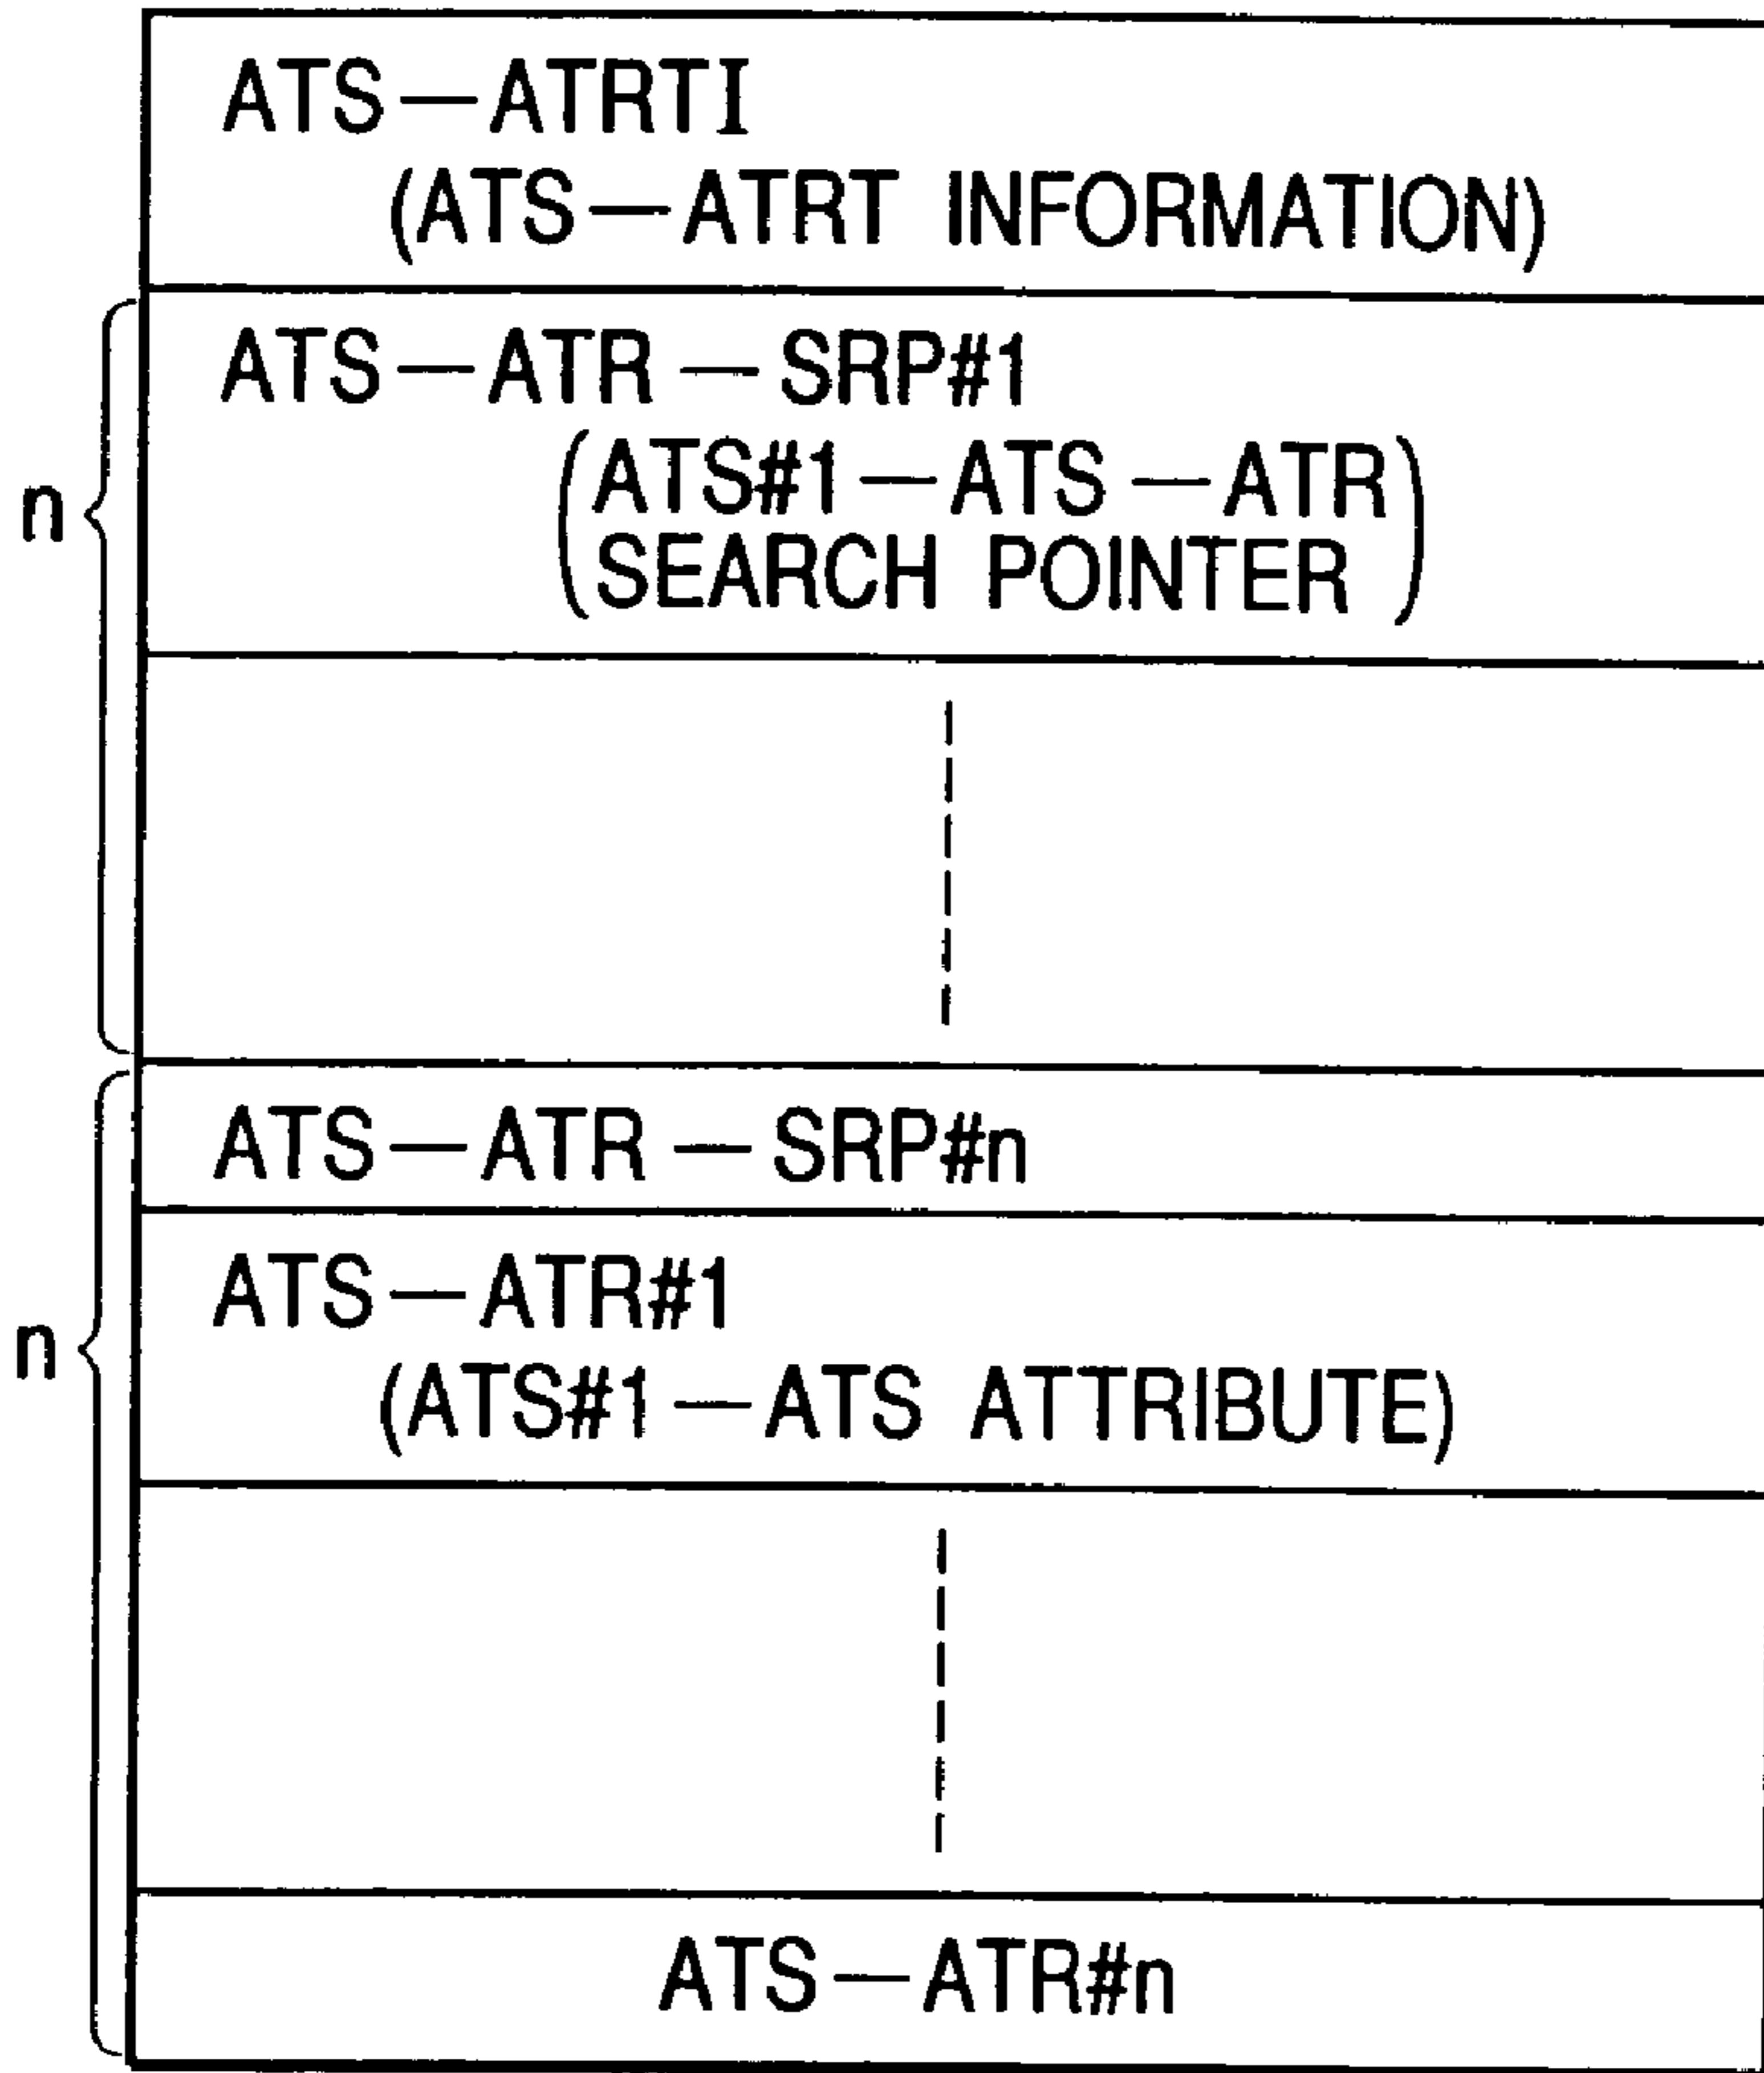 ATS—ATRTI
(ATS—ATRT INFORMATION)
ATS—ATR—SRP#1
(ATS#1—ATS—ATR
SEARCH POINTER)
n
ATS—ATR—SRP#n
ATS—ATR#1
n
(ATS#1—ATS ATTRIBUTE)
ATS—ATR#n